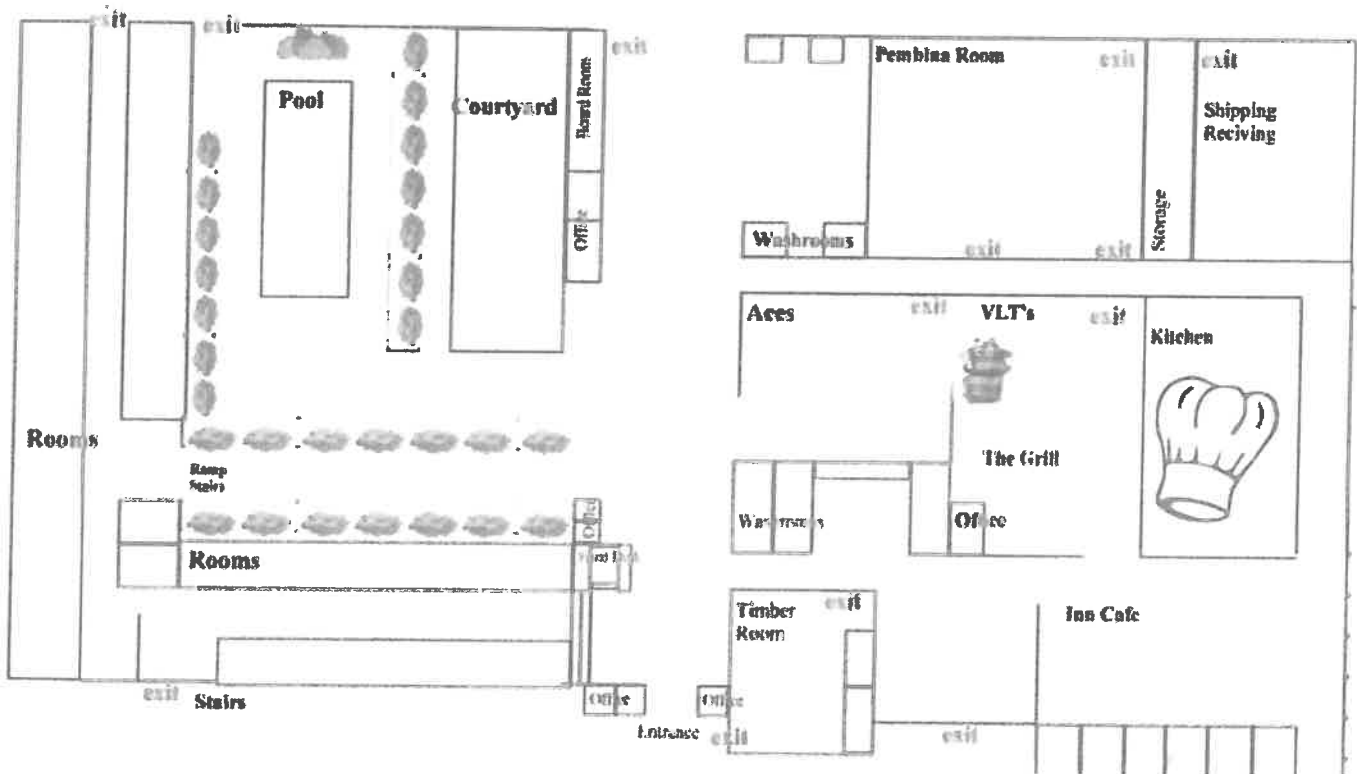 exit
exit
Pool
Courtyard
Board Room
exit
Office
Pembina Room
exit
exit
Shipping
Reciving
Storage
Washrooms
exit
exit
Aces
exit
VLT's
exit
Kitchen
Rooms
Ramp
Stairs
The Grill
Office
Washrooms
Office
Rooms
Timber
Room
exit
Inn Cafe
exit
Stairs
Office
Office
Entrance
exit
exit